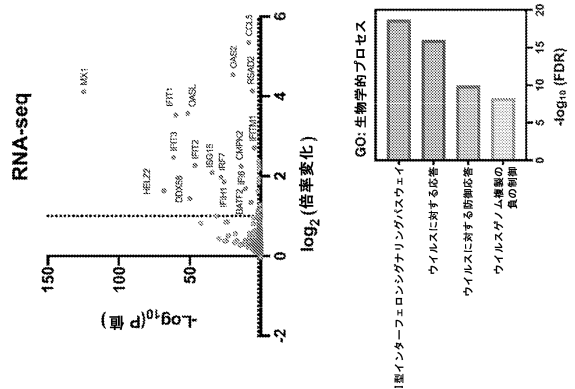 RNA-seq
MX1
CCL5
OAS2
RSAD2
IFIT1
OASL
IFIT3
IFIT2
IFITM1
CMPK2
ISG15
IRF7
IFI6
HELZ2
DDX58
IFIH1
BATF2
150
100
50
0
-Log10(P 値)
-2
0
2
4
6
log2 (倍率変化)
GO: 生物学的プロセス
I型インターフェロンシグナリングパスウェイ
ウイルスに対する応答
ウイルスに対する防御応答
ウイルスゲノム複製の
負の制御
0
5
10
15
20
-log10 (FDR)